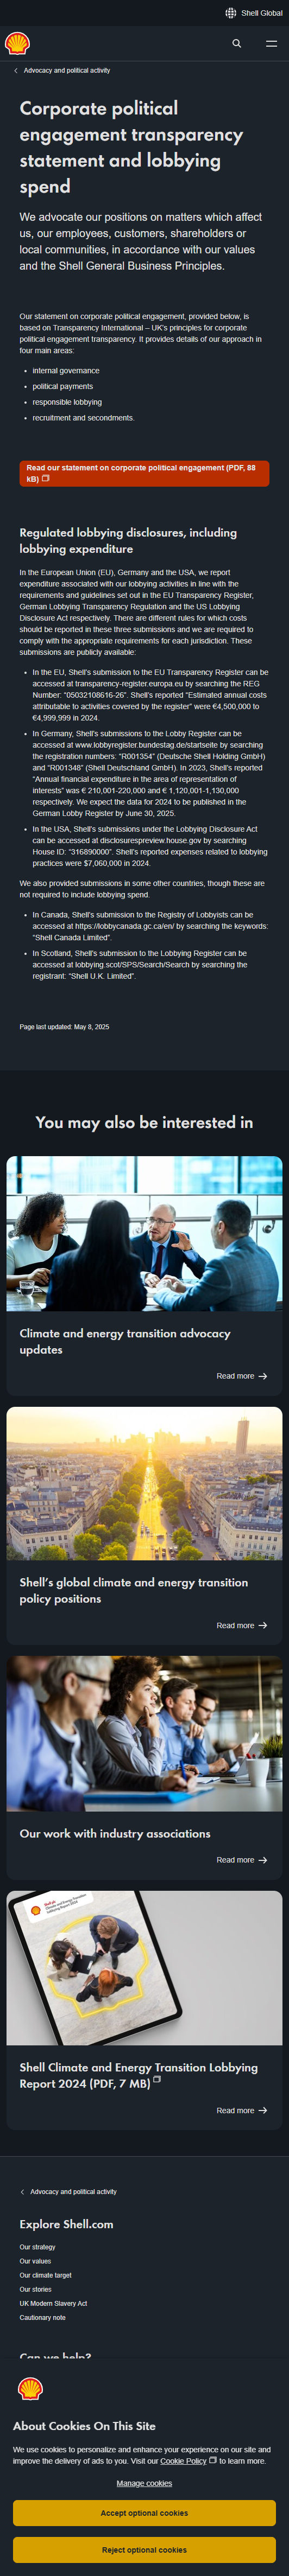 Shell Global
Advocacy and political activity
Corporate political
engagement transparency
statement and lobbying
spend
We advocate our positions on matters which affect
us, our employees, customers, shareholders or
local communities, in accordance with our values
and the Shell General Business Principles.
Our statement on corporate political engagement, provided below, is
based on Transparency International – UK's principles for corporate
political engagement transparency. It provides details of our approach in
four main areas:
• internal governance
• political payments
• responsible lobbying
• recruitment and secondments.
Read our statement on corporate political engagement (PDF, 88
kB)
Regulated lobbying disclosures, including
lobbying expenditure
In the European Union (EU), Germany and the USA, we report
expenditure associated with our lobbying activities in line with the
requirements and guidelines set out in the EU Transparency Register,
German Lobbying Transparency Regulation and the US Lobbying
Disclosure Act respectively. There are different rules for which costs
should be reported in these three submissions and we are required to
comply with the appropriate requirements for each jurisdiction. These
submissions are publicly available:
• In the EU, Shell's submission to the EU Transparency Register can be
accessed at transparency-register.europa.eu by searching the REG
Number: "05032108616-26". Shell's reported "Estimated annual costs
attributable to activities covered by the register" were €4,500,000 to
€4,999,999 in 2024.
• In Germany, Shell's submissions to the Lobby Register can be
accessed at www.lobbyregister.bundestag.de/startseite by searching
the registration numbers: "R001354" (Deutsche Shell Holding GmbH)
and "R001348" (Shell Deutschland GmbH). In 2023, Shell's reported
"Annual financial expenditure in the area of representation of
interests" was € 210,001-220,000 and € 1,120,001-1,130,000
respectively. We expect the data for 2024 to be published in the
German Lobby Register by June 30, 2025.
• In the USA, Shell's submissions under the Lobbying Disclosure Act
can be accessed at disclosurespreview.house.gov by searching
House ID: "316890000". Shell's reported expenses related to lobbying
practices were $7,060,000 in 2024.
We also provided submissions in some other countries, though these are
not required to include lobbying spend.
• In Canada, Shell's submission to the Registry of Lobbyists can be
accessed at https://lobbycanada.gc.ca/en/ by searching the keywords:
"Shell Canada Limited".
• In Scotland, Shell's submission to the Lobbying Register can be
accessed at lobbying.scot/SPS/Search/Search by searching the
registrant: "Shell U.K. Limited".
Page last updated: May 8, 2025
You may also be interested in
Climate and energy transition advocacy
updates
Read more
Shell's global climate and energy transition
policy positions
Read more
Our work with industry associations
Read more
Shell plc
Climate and Energy Transition
Lobbying Report 2024
Shell Climate and Energy Transition Lobbying
Report 2024 (PDF, 7 MB)
Read more
Advocacy and political activity
Explore Shell.com
Our strategy
Our values
Our climate target
Our stories
UK Modern Slavery Act
Cautionary note
Can we help?
About Cookies On This Site
We use cookies to personalize and enhance your experience on our site and
improve the delivery of ads to you. Visit our Cookie Policy to learn more.
Manage cookies
Accept optional cookies
Reject optional cookies